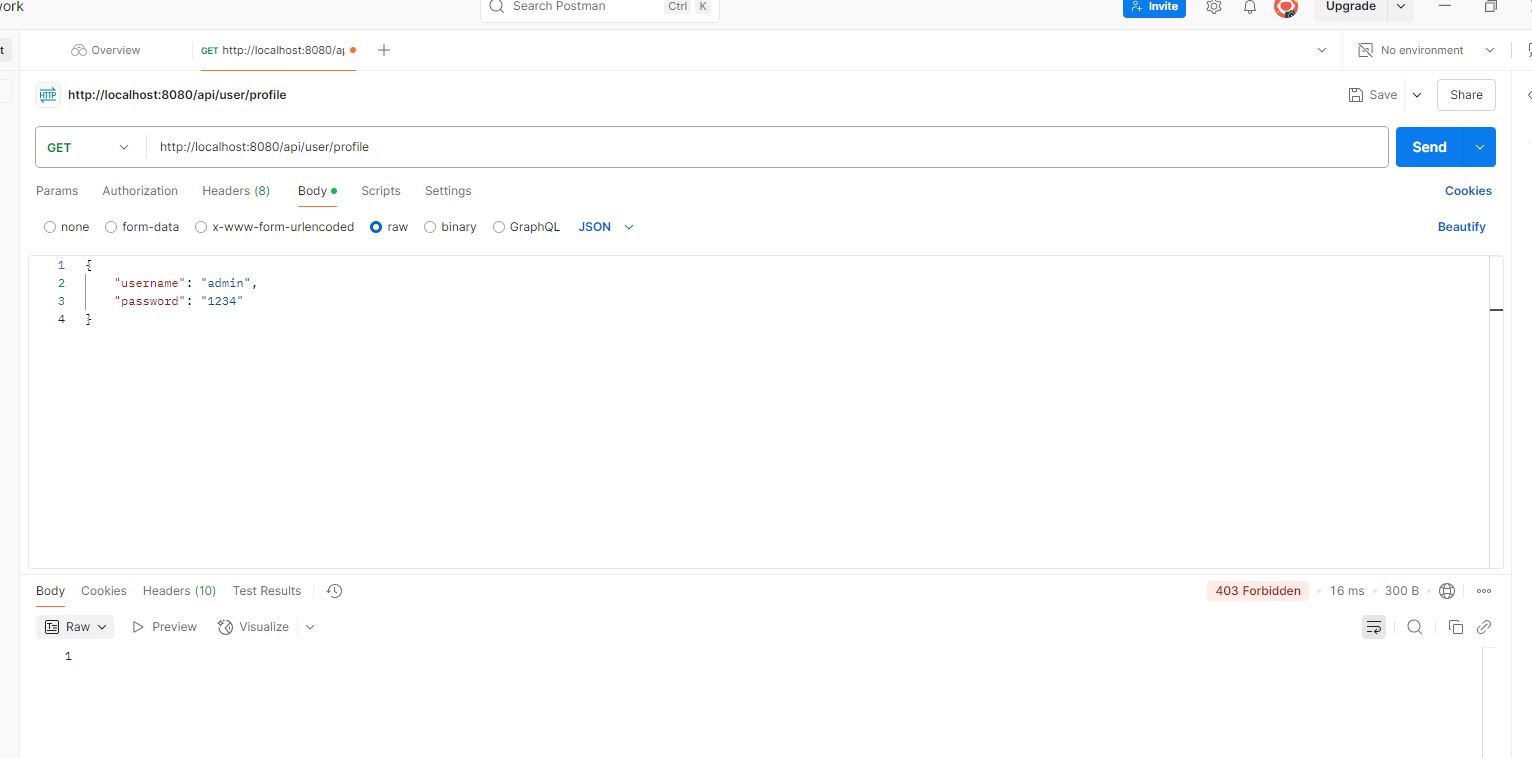 work
Search Postman Ctrl K
Invite
Upgrade
t
Overview
GET http://localhost:8080/ap
No environment
HTTP http://localhost:8080/api/user/profile
Save
Share
GET
http://localhost:8080/api/user/profile
Send
Params Authorization Headers (8) Body Scripts Settings
Cookies
none form-data x-www-form-urlencoded raw binary GraphQL JSON
Beautify
1 {
2 "username": "admin",
3 "password": "1234"
4 }
Body Cookies Headers (10) Test Results
403 Forbidden • 16 ms • 300 B
Raw Preview Visualize
1